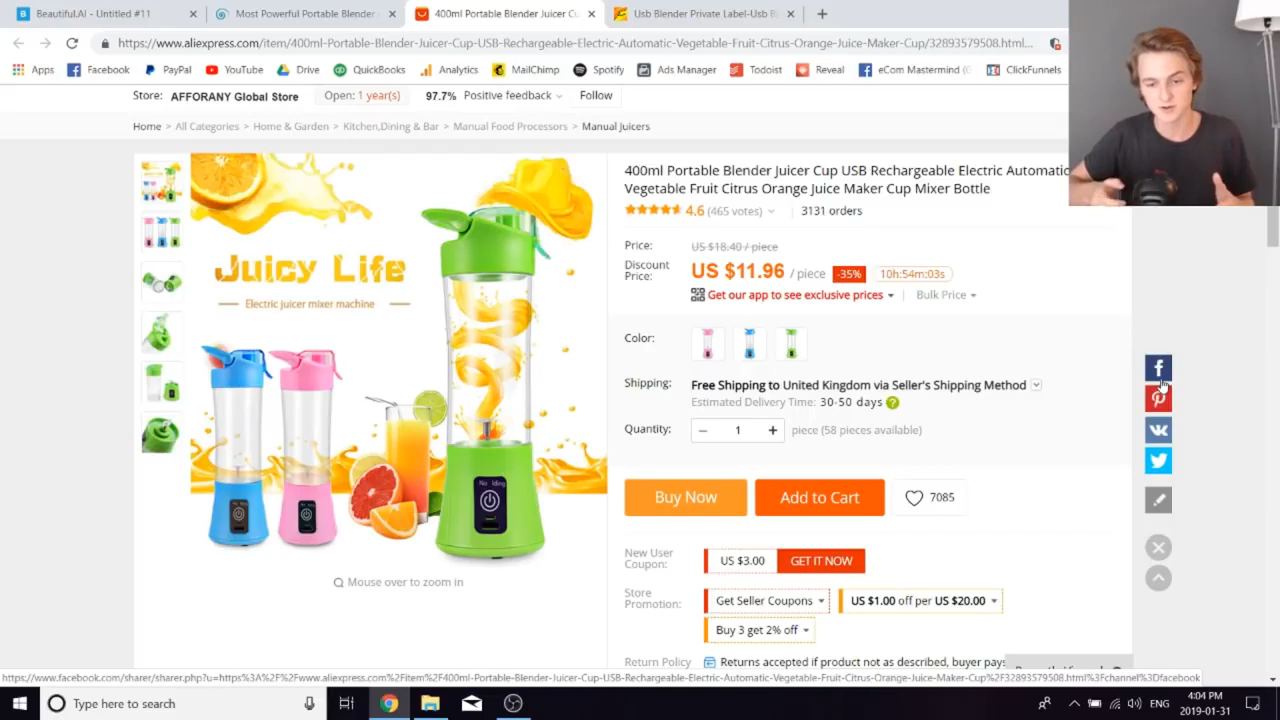 Beautiful.AI - Untitled #11
Most Powerful Portable Blender
400ml Portable Blender Juicer Cu
Usb Blender Private Label-Usb B
https://www.aliexpress.com/item/400ml-Portable-Blender-Juicer-Cup-USB-Rechargeable-Electric-Automatic-Vegetable-Fruit-Citrus-Orange-Juice-Maker-Cup/32893579508.html...
Apps
Facebook
PayPal
YouTube
Drive
QuickBooks
Analytics
MailChimp
Spotify
Ads Manager
Todoist
Reveal
eCom Mastermind (G
ClickFunnels
Store: AFFORANY Global Store Open: 1 year(s) 97.7% Positive feedback Follow
Home > All Categories > Home & Garden > Kitchen,Dining & Bar > Manual Food Processors > Manual Juicers
Juicy Life
Electric juicer mixer machine
Mouse over to zoom in
400ml Portable Blender Juicer Cup USB Rechargeable Electric Automatic
Vegetable Fruit Citrus Orange Juice Maker Cup Mixer Bottle
4.6 (465 votes) 3131 orders
Price: US $18.40 / piece
Discount
Price: US $11.96 / piece -35% 10h:54m:03s
Get our app to see exclusive prices | Bulk Price
Color:
Shipping: Free Shipping to United Kingdom via Seller's Shipping Method
Estimated Delivery Time: 30-50 days
Quantity: − 1 + piece (58 pieces available)
Buy Now Add to Cart 7085
New User
Coupon: US $3.00 GET IT NOW
Store
Promotion: Get Seller Coupons US $1.00 off per US $20.00
Buy 3 get 2% off
Return Policy Returns accepted if product not as described, buyer pays
https://www.facebook.com/sharer/sharer.php?u=https%3A%2F%2Fwww.aliexpress.com%2Fitem%2F400ml-Portable-Blender-Juicer-Cup-USB-Rechargeable-Electric-Automatic-Vegetable-Fruit-Citrus-Orange-Juice-Maker-Cup%2F32893579508.html%3Fchannel%3Dfacebook
Type here to search
ENG
4:04 PM
2019-01-31